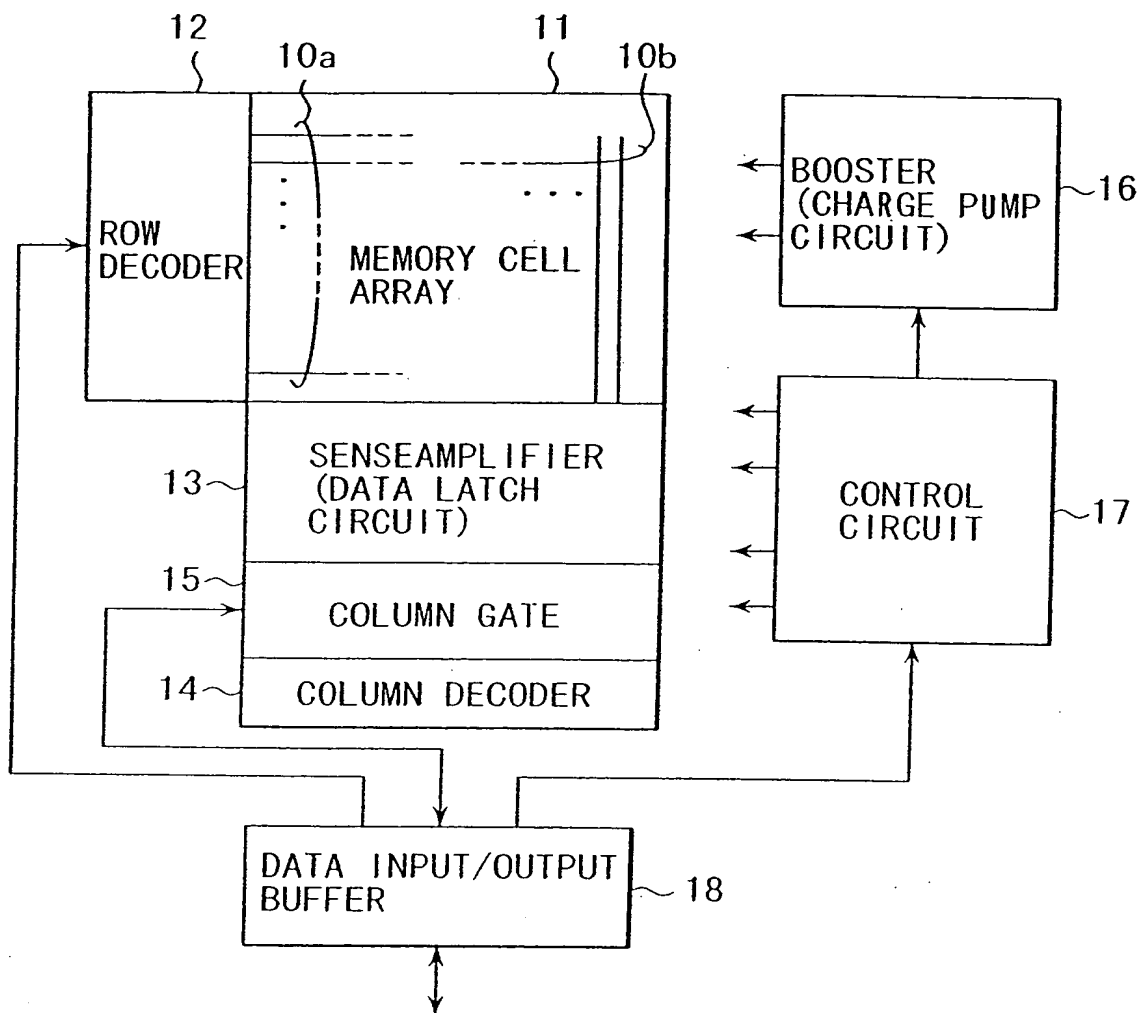 12
11
10a
10b
ROW
DECODER
MEMORY CELL
ARRAY
BOOSTER
(CHARGE PUMP
CIRCUIT)
16
SENSEAMPLIFIER
(DATA LATCH
CIRCUIT)
13
CONTROL
CIRCUIT
17
15
COLUMN GATE
14
COLUMN DECODER
DATA INPUT/OUTPUT
BUFFER
18